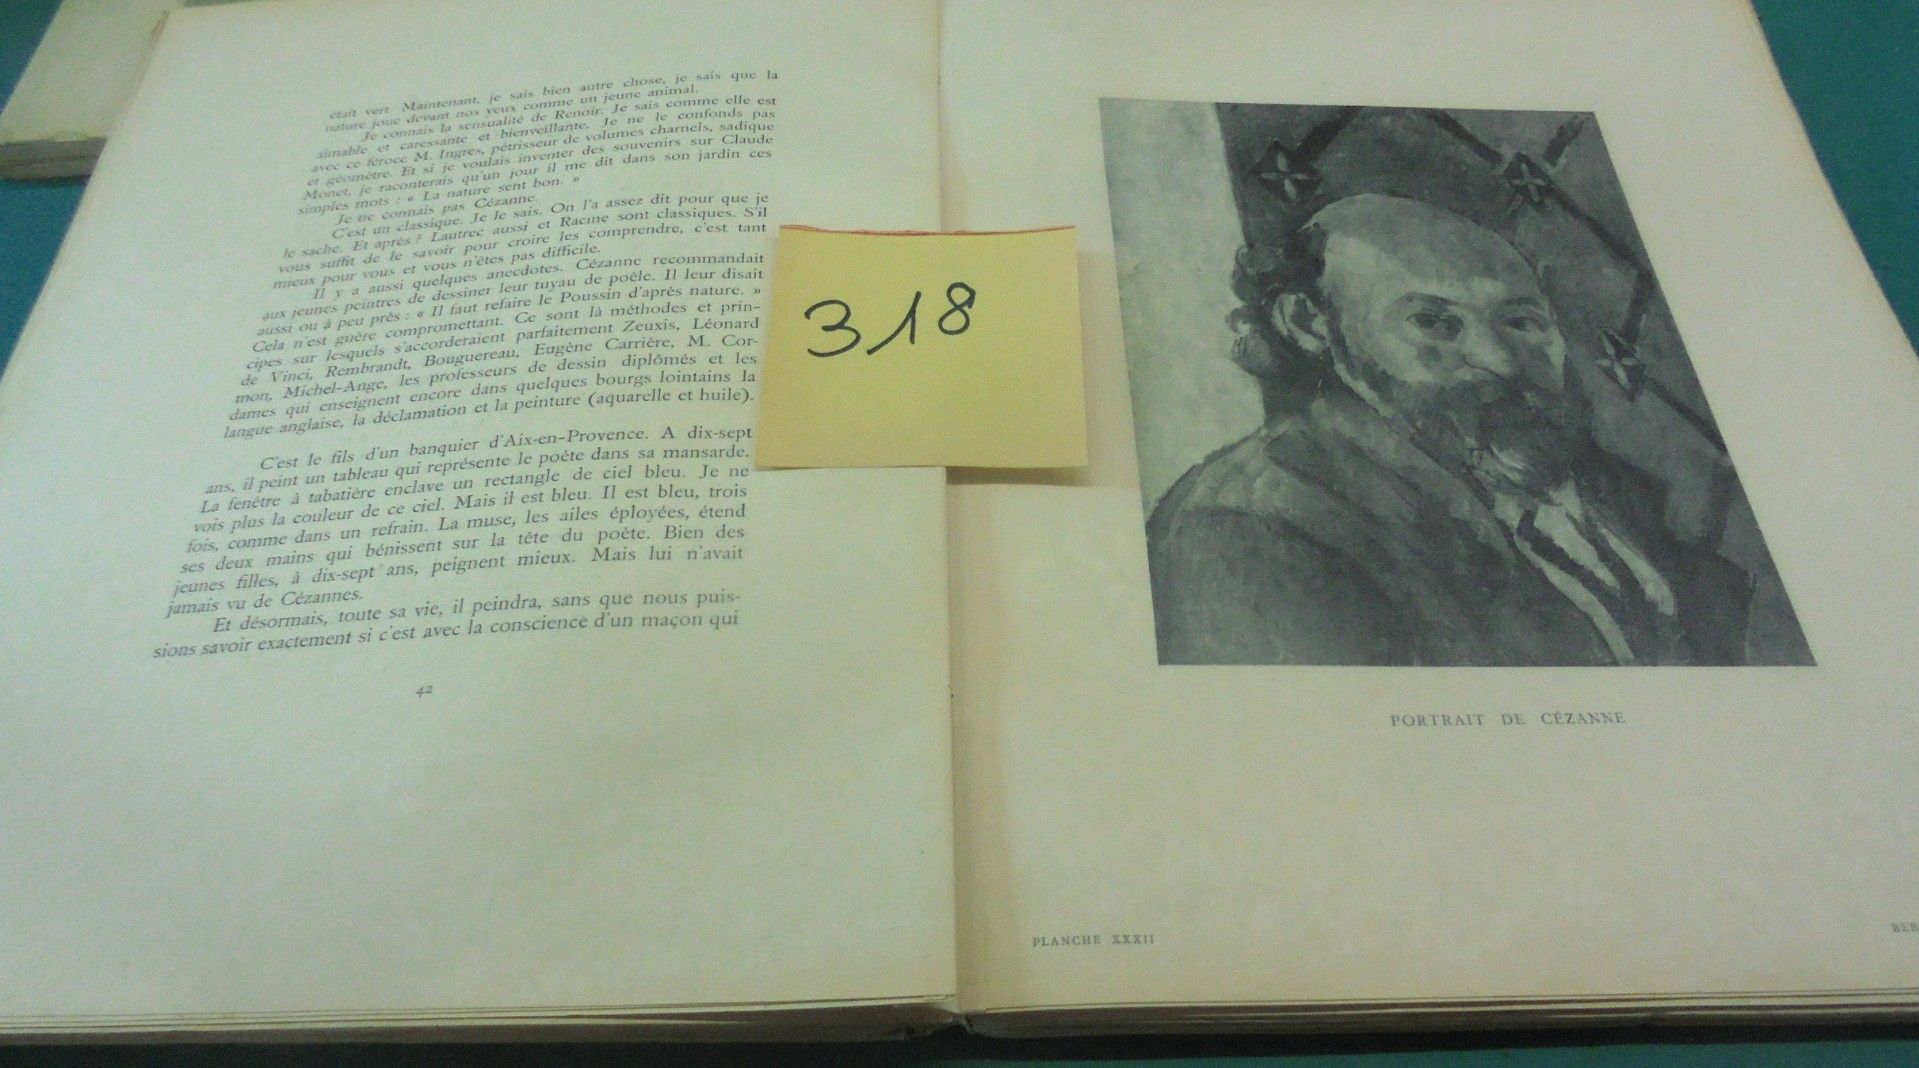 était vert. Maintenant, je sais bien autre chose, je sais que la
nature joue devant nos yeux comme un jeune animal.
Je connais la sensualité de Renoir. Je sais comme elle est
aimable et caressante et bienveillante. Je ne le confonds pas
avec ce féroce M. Ingres, pétrisseur de volumes charnels, sadique
et géomètre. Et si je voulais inventer des souvenirs sur Claude
Monet, je raconterais qu'un jour il me dit dans son jardin ces
simples mots : « La nature sent bon. »
Je ne connais pas Cézanne.
C'est un classique. Je le sais. On l'a assez dit pour que je
le sache. Et après ? Lautrec aussi et Racine sont classiques. S'il
vous suffit de le savoir pour croire les comprendre, c'est tant
mieux pour vous et vous n'êtes pas difficile.
Il y a aussi quelques anecdotes. Cézanne recommandait
aux jeunes peintres de dessiner leur tuyau de poêle. Il leur disait
aussi ou à peu près : « Il faut refaire le Poussin d'après nature. »
Cela n'est guère compromettant. Ce sont là méthodes et prin-
cipes sur lesquels s'accorderaient parfaitement Zeuxis, Léonard
de Vinci, Rembrandt, Bouguereau, Eugène Carrière, M. Cor-
mon, Michel-Ange, les professeurs de dessin diplômés et les
dames qui enseignent encore dans quelques bourgs lointains la
langue anglaise, la déclamation et la peinture (aquarelle et huile).
C'est le fils d'un banquier d'Aix-en-Provence. A dix-sept
ans, il peint un tableau qui représente le poète dans sa mansarde.
La fenêtre à tabatière enclave un rectangle de ciel bleu. Je ne
vois plus la couleur de ce ciel. Mais il est bleu. Il est bleu, trois
fois, comme dans un refrain. La muse, les ailes éployées, étend
ses deux mains qui bénissent sur la tête du poète. Bien des
jeunes filles, à dix-sept ans, peignent mieux. Mais lui n'avait
jamais vu de Cézannes.
Et désormais, toute sa vie, il peindra, sans que nous puis-
sions savoir exactement si c'est avec la conscience d'un maçon qui
42
318
PORTRAIT DE CÉZANNE
PLANCHE XXXII
BER